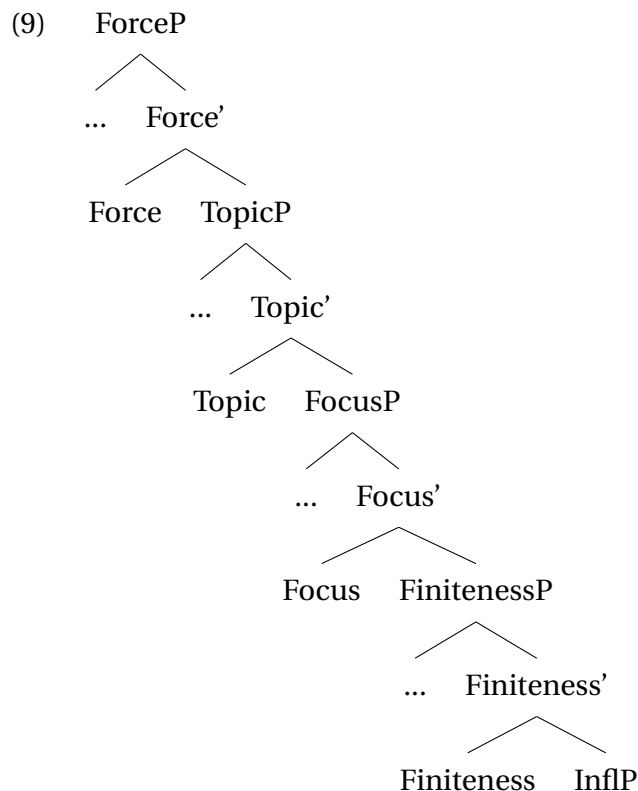 (9) ForceP
... Force’
Force TopicP
... Topic’
Topic FocusP
... Focus’
Focus FinitenessP
... Finiteness’
Finiteness InflP